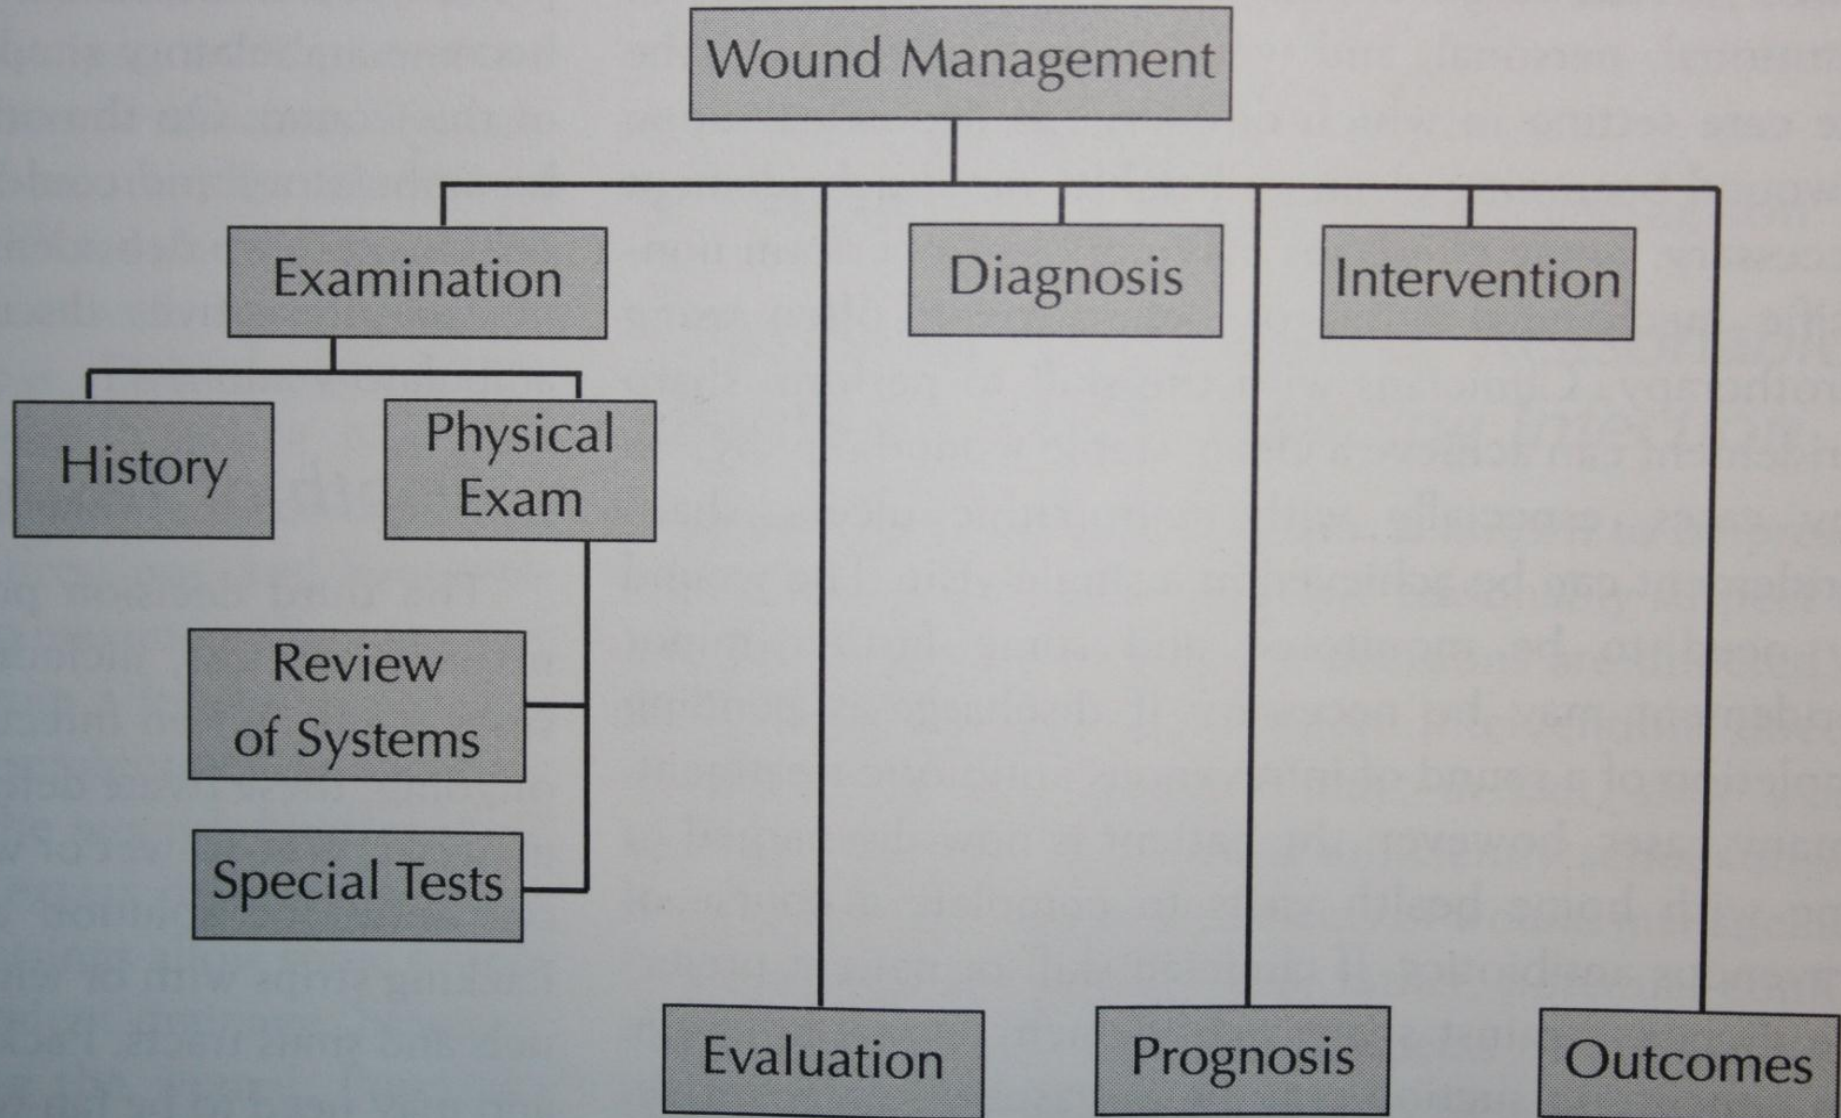 Wound Management
Examination
Diagnosis
Intervention
History
Physical
Exam
Review
of Systems
Special Tests
Evaluation
Prognosis
Outcomes